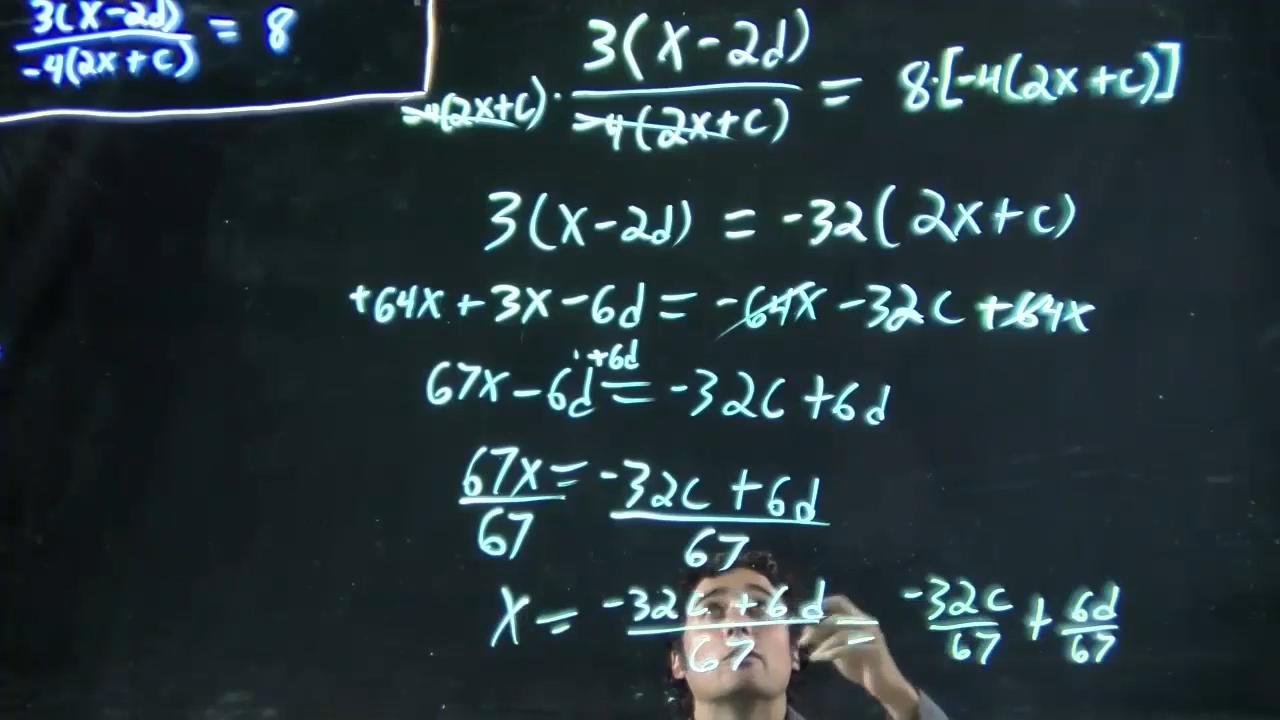 3(x-2d)/-4(2x+c) = 8
-4(2x+c) · 3(x-2d)/-4(2x+c) = 8·[-4(2x+c)]
3(x-2d) = -32(2x+c)
+64x+3x-6d = -64x-32c+64x
+6d
67x-6d = -32c+6d
67x/67 = -32c+6d/67
x = -32c+6d/67 = -32c/67 + 6d/67